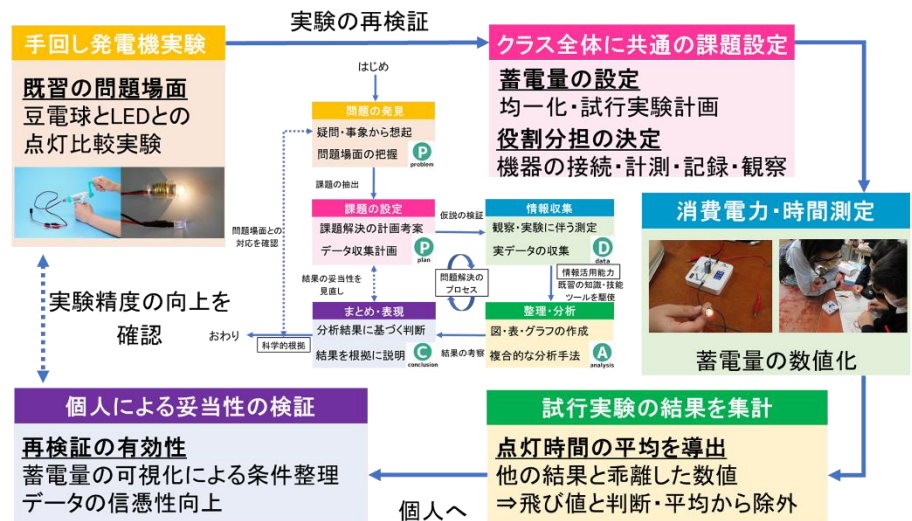 実験の再検証
手回し発電機実験
既習の問題場面
豆電球とLEDとの
点灯比較実験
クラス全体に共通の課題設定
蓄電量の設定
均一化・試行実験計画
役割分担の決定
機器の接続・計測・記録・観察
はじめ
問題の発見
疑問・事象から想起
問題場面の把握
P
problem
課題の抽出
課題の設定
課題解決の計画考案
データ収集計画
P
plan
仮説の検証
情報収集
観察・実験に伴う測定
実データの収集
D
data
問題場面との
対応を確認
結果の妥当性を
見直し
問題解決の
プロセス
情報活用能力
既習の知識・技能
ツールを駆使
まとめ・表現
分析結果に基づく判断
結果を根拠に説明
C
conclusion
結果の考察
整理・分析
図・表・グラフの作成
複合的な分析手法
A
analysis
おわり
科学的根拠
消費電力・時間測定
蓄電量の数値化
実験精度の向上を
確認
個人による妥当性の検証
再検証の有効性
蓄電量の可視化による条件整理
データの信憑性向上
個人へ
試行実験の結果を集計
点灯時間の平均を導出
他の結果と乖離した数値
⇒飛び値と判断・平均から除外